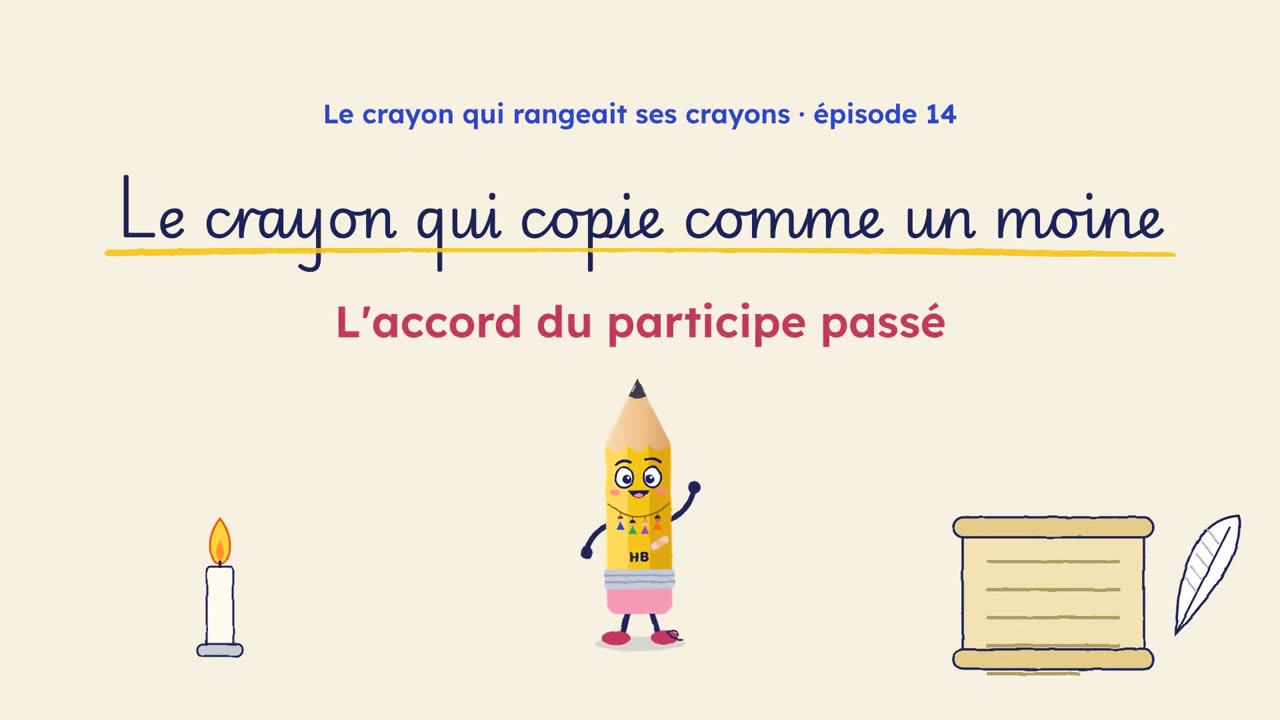 Le crayon qui rangeait ses crayons · épisode 14
Le crayon qui copie comme un moine
L'accord du participe passé
HB